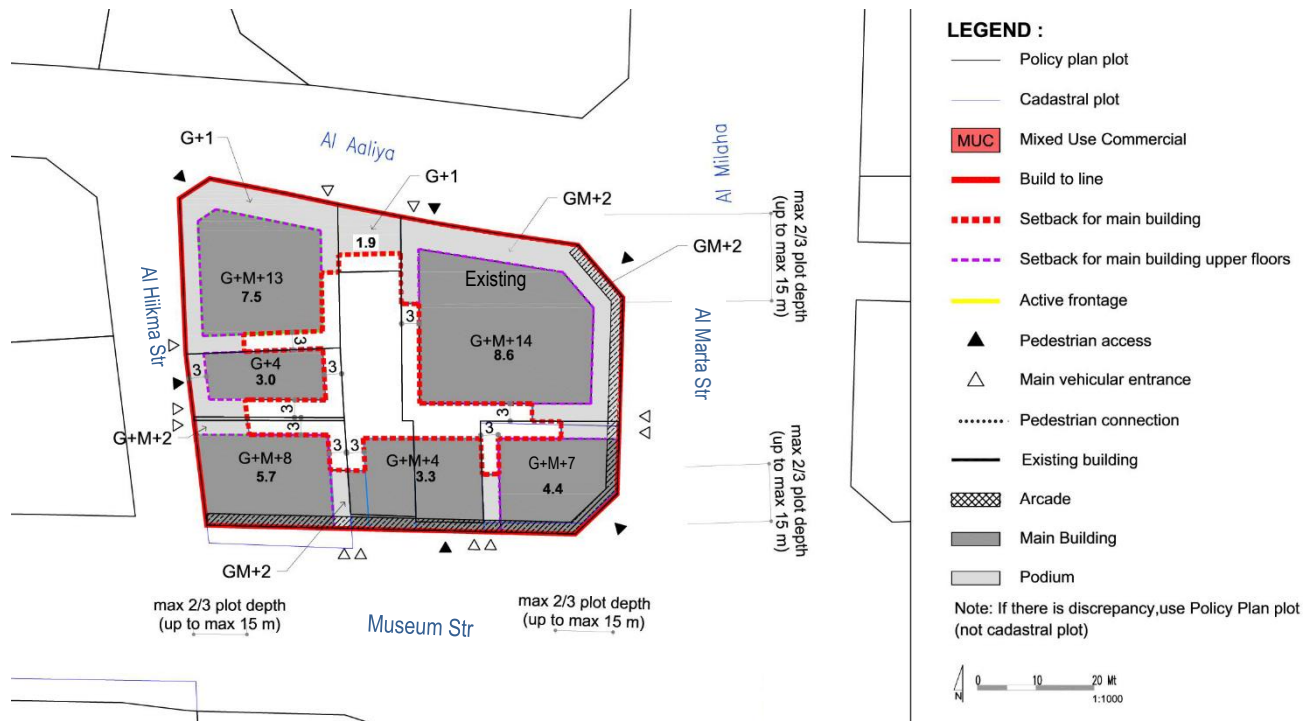 G+1
Al Aaliya
G+1
Al Milaha
GM+2
GM+2
max 2/3 plot depth
(up to max 15 m)
1.9
Existing
G+M+13
7.5
Al Hiikma Str
3
G+M+14
8.6
Al Marta Str
3
G+4
3.0
3
3
3
3
3
G+M+2
3
3
3
G+M+8
5.7
G+M+4
3.3
G+M+7
4.4
max 2/3 plot depth
(up to max 15 m)
GM+2
max 2/3 plot depth
(up to max 15 m)
Museum Str
max 2/3 plot depth
(up to max 15 m)
LEGEND :
Policy plan plot
Cadastral plot
MUC Mixed Use Commercial
Build to line
Setback for main building
Setback for main building upper floors
Active frontage
Pedestrian access
Main vehicular entrance
Pedestrian connection
Existing building
Arcade
Main Building
Podium
Note: If there is discrepancy,use Policy Plan plot
(not cadastral plot)
N
0 10 20 Mt
1:1000